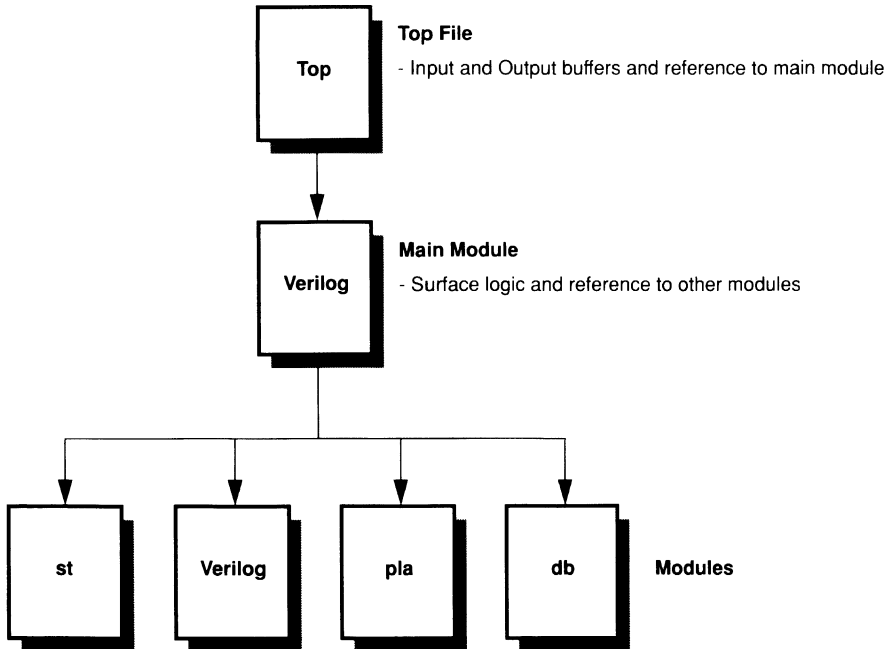 Top File
Top
- Input and Output buffers and reference to main module
Main Module
Verilog
- Surface logic and reference to other modules
st
Verilog
pla
db
Modules